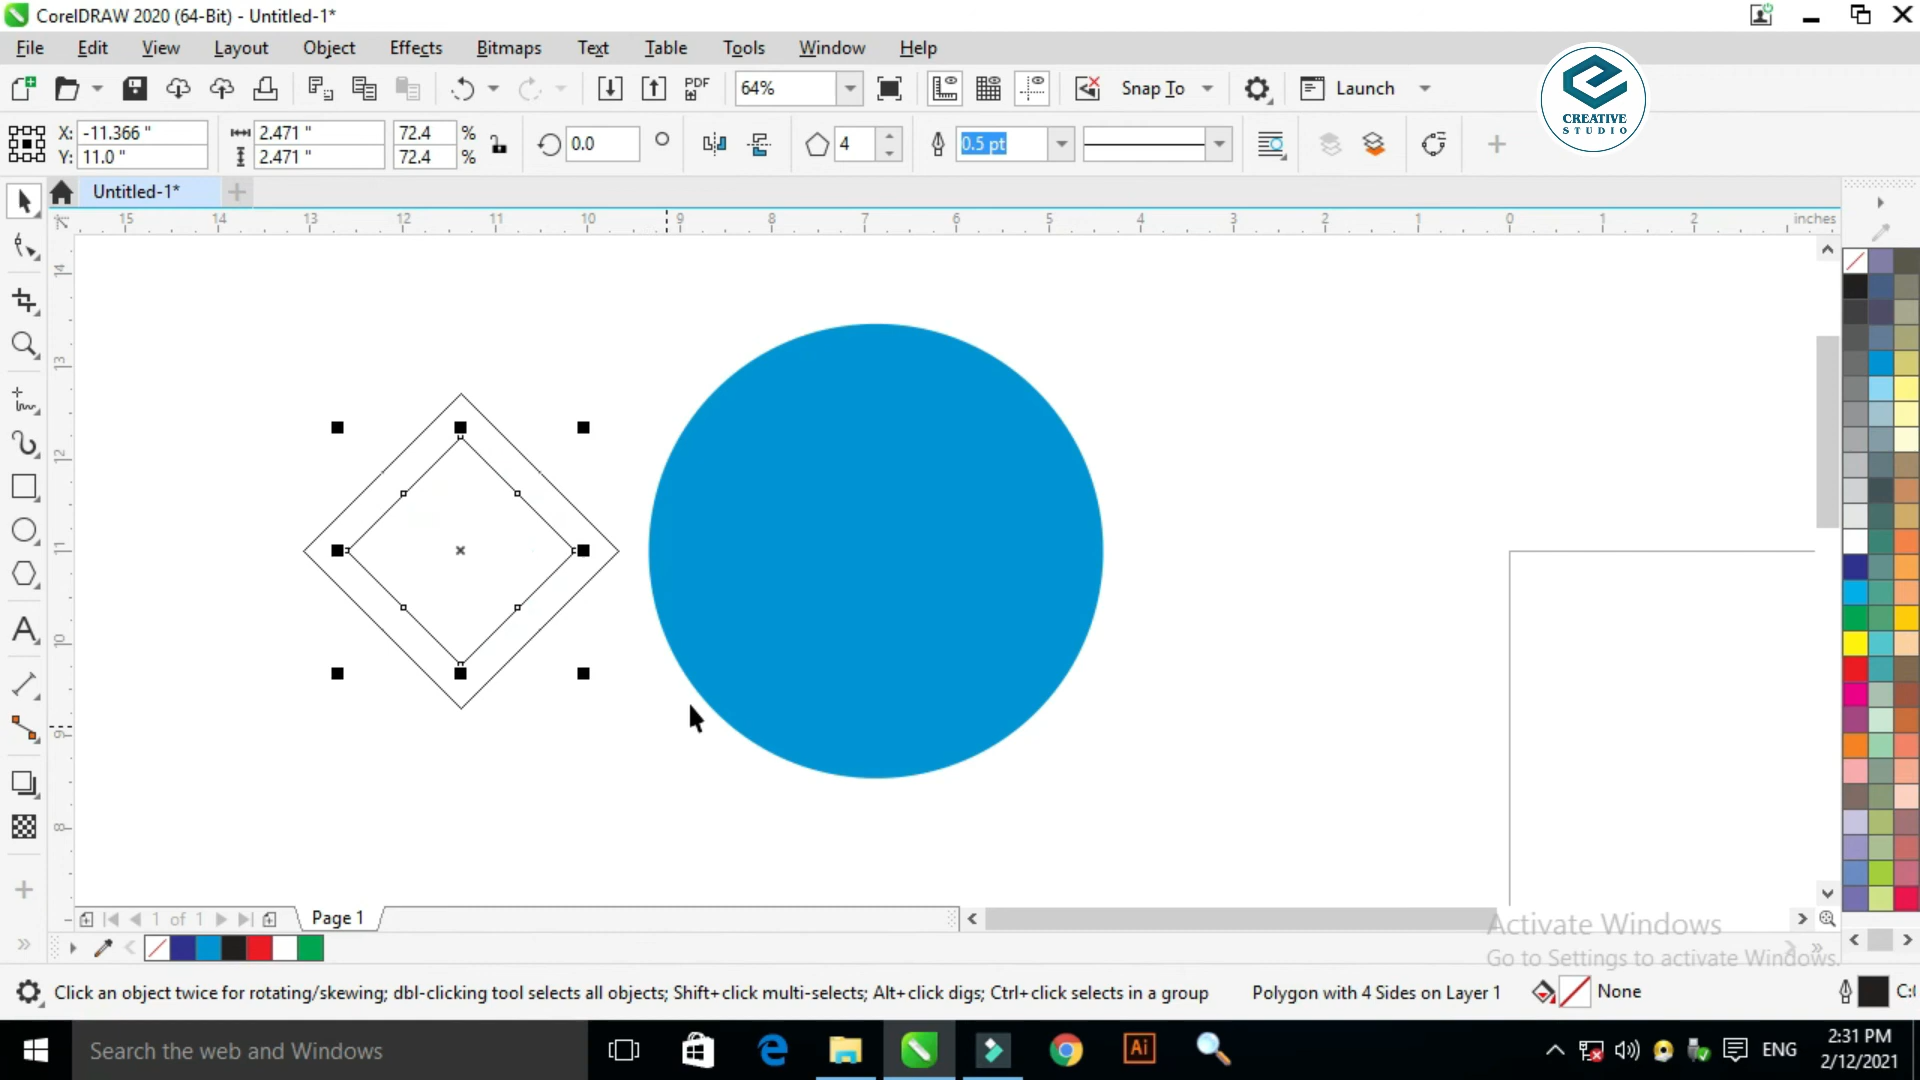 CorelDRAW 2020 (64-Bit) - Untitled-1*
File Edit View Layout Object Effects Bitmaps Text Table Tools Window Help
PDF 64% Snap To Launch
CREATIVE
STUDIO
X: -11.366 " 2.471 " 72.4 % 0.0 4 0.5 pt
Y: 11.0 " 2.471 " 72.4 %
Untitled-1*
15 14 13 12 11 10 9 8 7 6 5 4 3 2 1 0 1 2 inches
14
13
12
11
10
9
8
1 of 1 Page 1
Activate Windows
Go to Settings to activate Windows.
Click an object twice for rotating/skewing; dbl-clicking tool selects all objects; Shift+click multi-selects; Alt+click digs; Ctrl+click selects in a group Polygon with 4 Sides on Layer 1 None C:
Search the web and Windows Ai ENG 2:31 PM
2/12/2021